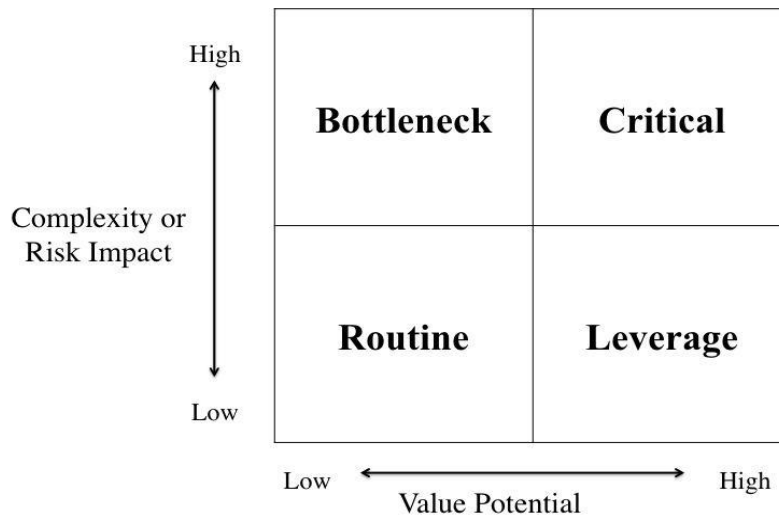 High
Bottleneck
Critical
Complexity or
Risk Impact
Routine
Leverage
Low
Low
High
Value Potential